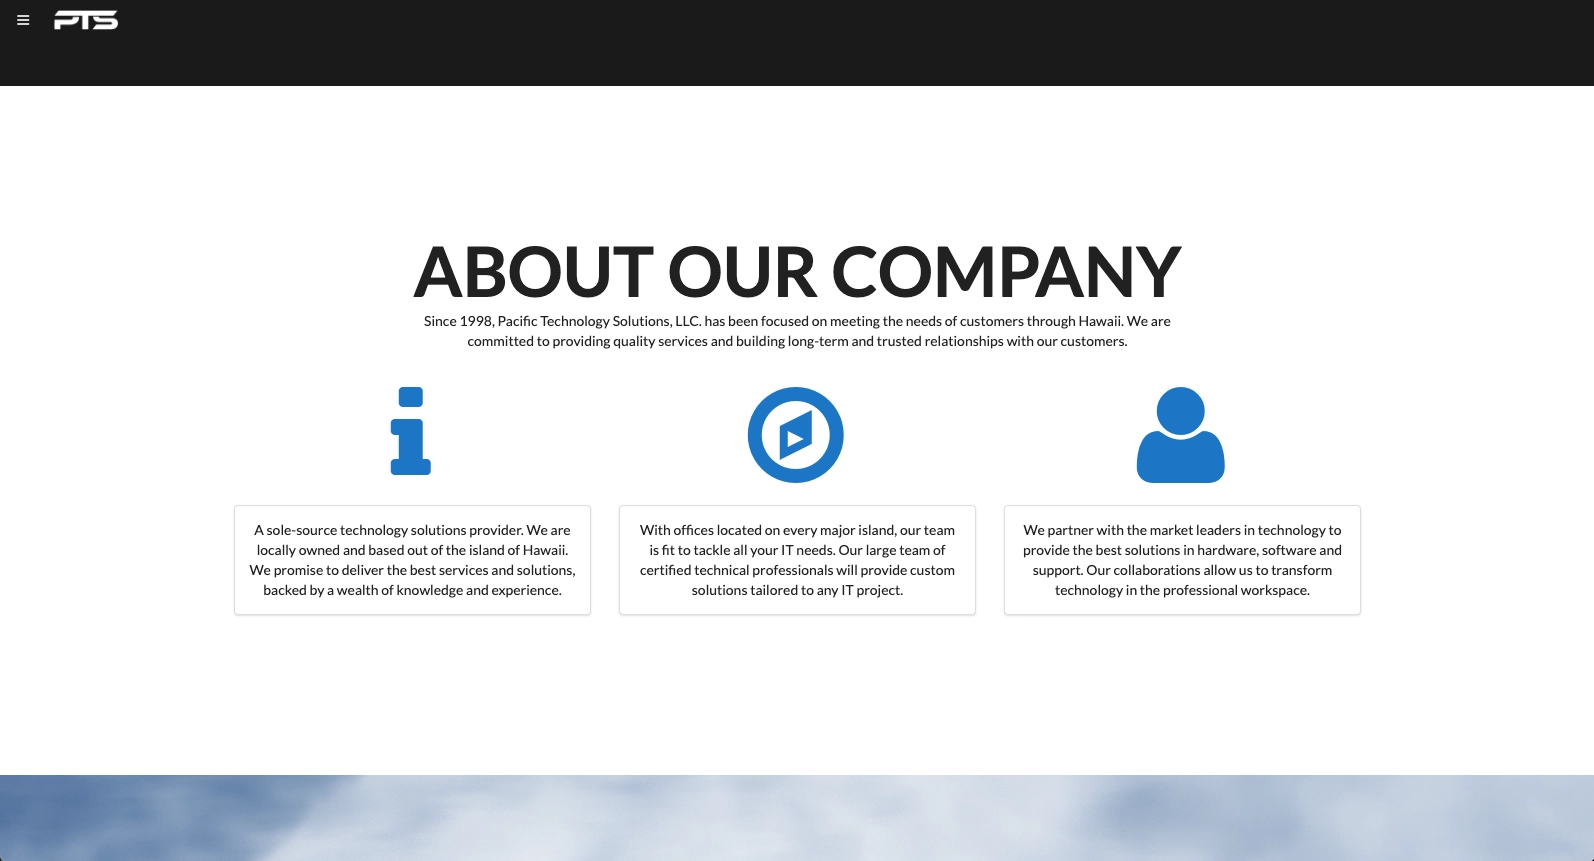 PTS
ABOUT OUR COMPANY
Since 1998, Pacific Technology Solutions, LLC. has been focused on meeting the needs of customers through Hawaii. We are
committed to providing quality services and building long-term and trusted relationships with our customers.
A sole-source technology solutions provider. We are
locally owned and based out of the island of Hawaii.
We promise to deliver the best services and solutions,
backed by a wealth of knowledge and experience.
With offices located on every major island, our team
is fit to tackle all your IT needs. Our large team of
certified technical professionals will provide custom
solutions tailored to any IT project.
We partner with the market leaders in technology to
provide the best solutions in hardware, software and
support. Our collaborations allow us to transform
technology in the professional workspace.